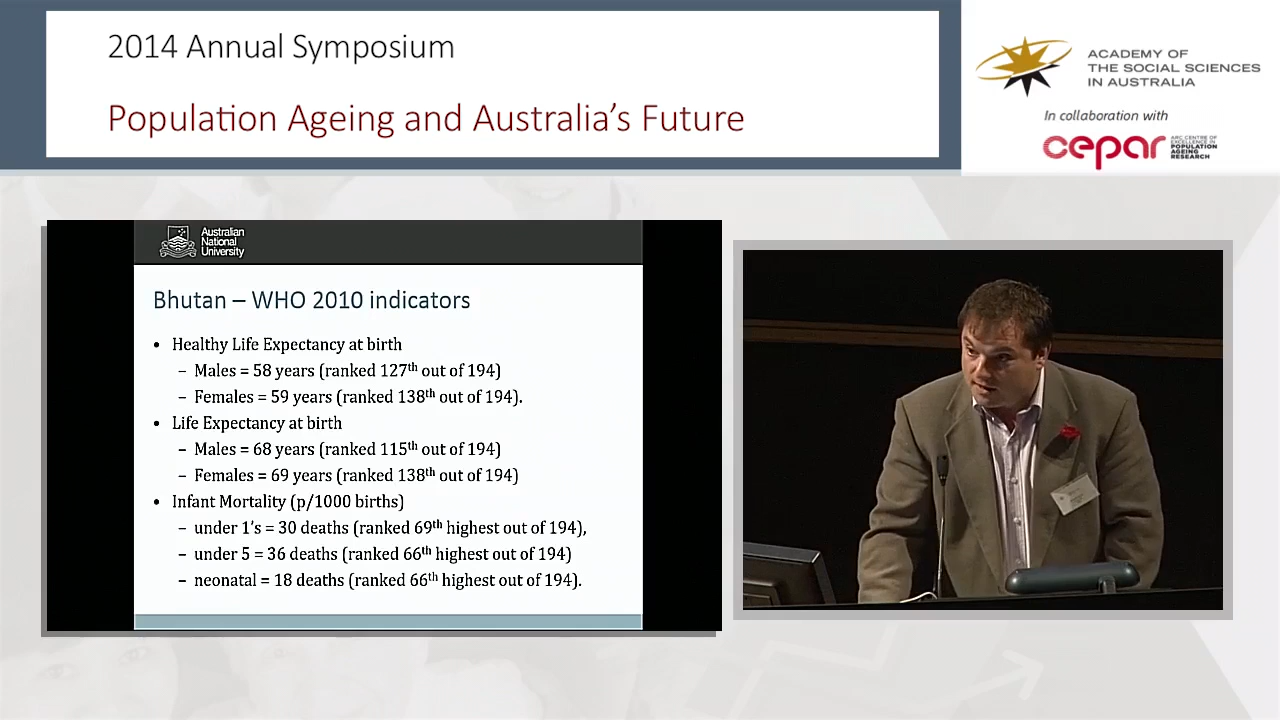 2014 Annual Symposium
Population Ageing and Australia's Future
ACADEMY OF
THE SOCIAL SCIENCES
IN AUSTRALIA
In collaboration with
cepar
ARC CENTRE OF
EXCELLENCE IN
POPULATION
AGEING
RESEARCH
Australian
National
University
Bhutan – WHO 2010 indicators
• Healthy Life Expectancy at birth
– Males = 58 years (ranked 127th out of 194)
– Females = 59 years (ranked 138th out of 194).
• Life Expectancy at birth
– Males = 68 years (ranked 115th out of 194)
– Females = 69 years (ranked 138th out of 194)
• Infant Mortality (p/1000 births)
– under 1's = 30 deaths (ranked 69th highest out of 194),
– under 5 = 36 deaths (ranked 66th highest out of 194)
– neonatal = 18 deaths (ranked 66th highest out of 194).